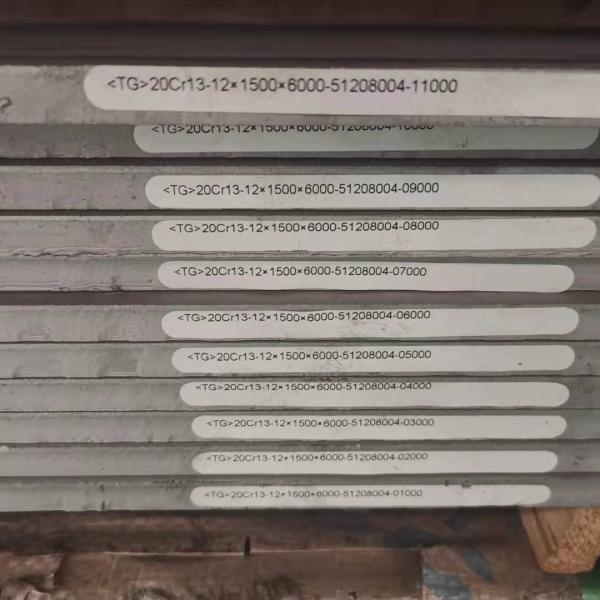 <TG>20Cr13-12×1500×6000-51208004-11000
<TG>20Cr13-12×1500×6000-51208004-10000
<TG>20Cr13-12×1500×6000-51208004-09000
<TG>20Cr13-12×1500×6000-51208004-08000
<TG>20Cr13-12×1500×6000-51208004-07000
<TG>20Cr13-12×1500×6000-51208004-06000
<TG>20Cr13-12×1500×6000-51208004-05000
<TG>20Cr13-12×1500×6000-51208004-04000
<TG>20Cr13-12×1500×6000-51208004-03000
<TG>20Cr13-12×1500×6000-51208004-02000
<TG>20Cr13-12×1500×6000-51208004-01000